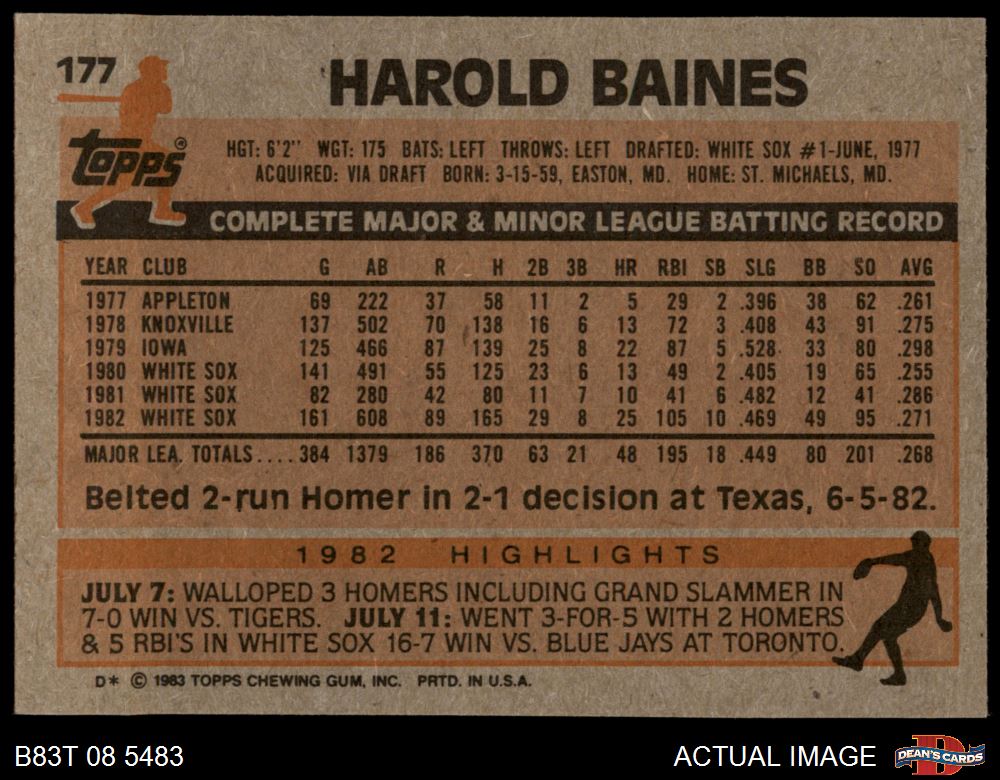 177
HAROLD BAINES
topps®
HGT: 6'2" WGT: 175 BATS: LEFT THROWS: LEFT DRAFTED: WHITE SOX #1-JUNE, 1977
ACQUIRED: VIA DRAFT BORN: 3-15-59, EASTON, MD. HOME: ST. MICHAELS, MD.
COMPLETE MAJOR & MINOR LEAGUE BATTING RECORD
YEAR CLUB G AB R H 2B 3B HR RBI SB SLG BB SO AVG
1977 APPLETON 69 222 37 58 11 2 5 29 2 .396 38 62 .261
1978 KNOXVILLE 137 502 70 138 16 6 13 72 3 .408 43 91 .275
1979 IOWA 125 466 87 139 25 8 22 87 5 .528 33 80 .298
1980 WHITE SOX 141 491 55 125 23 6 13 49 2 .405 19 65 .255
1981 WHITE SOX 82 280 42 80 11 7 10 41 6 .482 12 41 .286
1982 WHITE SOX 161 608 89 165 29 8 25 105 10 .469 49 95 .271
MAJOR LEA. TOTALS....384 1379 186 370 63 21 48 195 18 .449 80 201 .268
Belted 2-run Homer in 2-1 decision at Texas, 6-5-82.
1982 HIGHLIGHTS
JULY 7: WALLOPED 3 HOMERS INCLUDING GRAND SLAMMER IN
7-0 WIN VS. TIGERS. JULY 11: WENT 3-FOR-5 WITH 2 HOMERS
& 5 RBI'S IN WHITE SOX 16-7 WIN VS. BLUE JAYS AT TORONTO.
D* © 1983 TOPPS CHEWING GUM, INC. PRTD. IN U.S.A.
B83T 08 5483
ACTUAL IMAGE
D
DEAN'S CARDS